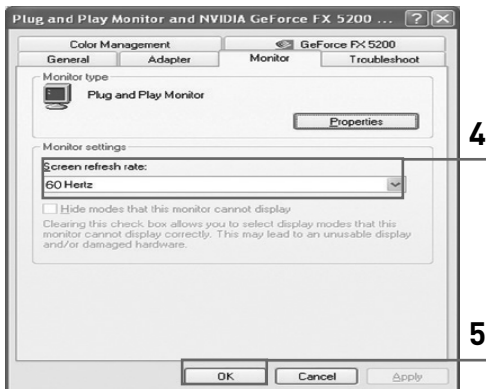 Plug and Play Monitor and NVIDIA GeForce FX 5200 ...
Color Management GeForce FX 5200
General Adapter Monitor Troubleshoot
Monitor type
Plug and Play Monitor
Properties
4
Monitor settings
Screen refresh rate:
60 Hertz
Hide modes that this monitor cannot display
Clearing this check box allows you to select display modes that this
monitor cannot display correctly. This may lead to an unusable display
and/or damaged hardware.
5
OK Cancel Apply